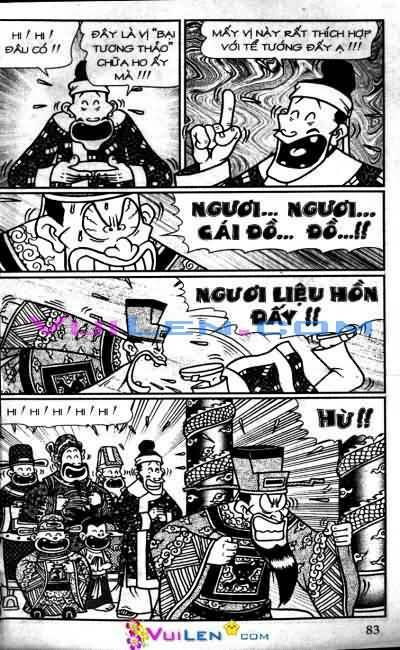 HI! HI!
ĐÂU CÓ!!
ĐÂY LÀ VỊ "BẠI
TƯƠNG THẢO"
CHỮA HO ẤY
MÀ !!!
MẤY VỊ NÀY RẤT THÍCH HỢP
VỚI TỂ TƯỚNG ĐẤY Ạ !!!
NGƯƠI... NGƯƠI...
CÁI ĐỒ... ĐỒ...!!
NGƯƠI LIỆU HỒN
ĐẤY !!
VUILEN.COM
HI! HI! HI! HI! HI!
HỪ!!
83
VUILEN.COM